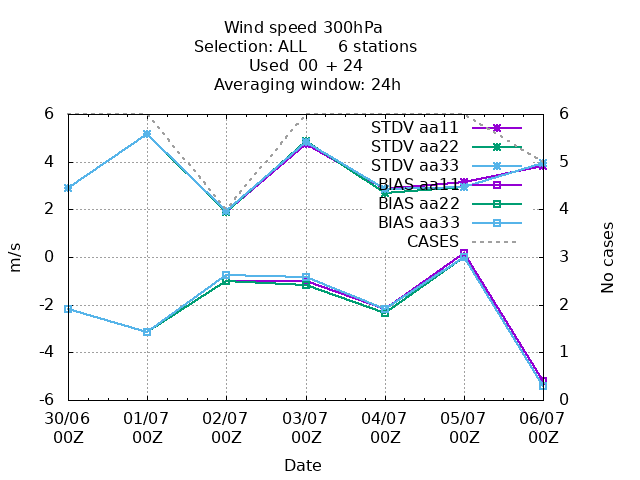 Wind speed 300hPa
Selection: ALL 6 stations
Used 00 + 24
Averaging window: 24h
6 6
STDV aa11
STDV aa22
4 STDV aa33 5
BIAS aa11
2 BIAS aa22 4
BIAS aa33
CASES
0 3
-2 2
-4 1
-6 0
m/s
No cases
30/06 01/07 02/07 03/07 04/07 05/07 06/07
00Z 00Z 00Z 00Z 00Z 00Z 00Z
Date